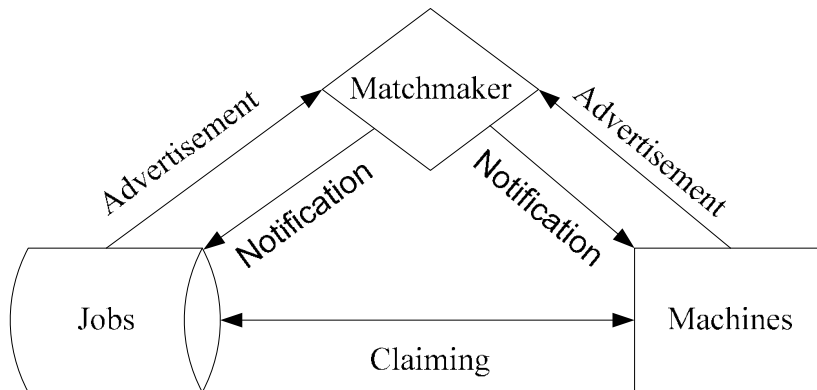 Matchmaker
Advertisement
Advertisement
Notification
Notification
Jobs
Machines
Claiming